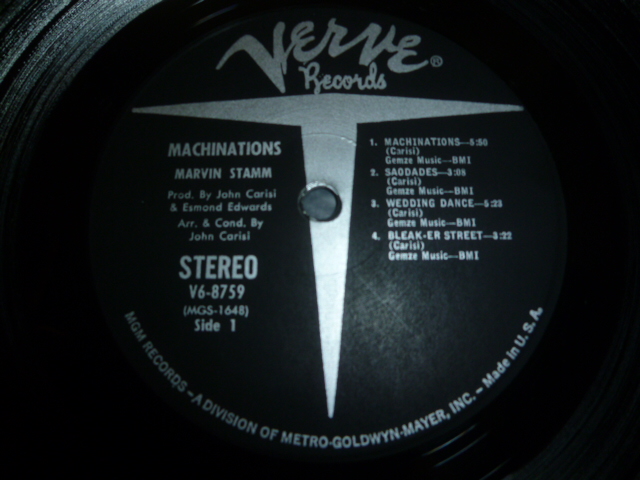 VERVE®
Records
MACHINATIONS
MARVIN STAMM
Prod. By John Carisi
& Esmond Edwards
Arr. & Cond. By
John Carisi
STEREO
V6-8759
(MGS-1648)
Side 1
1. MACHINATIONS—5:50
(Carisi)
Gemze Music—BMI
2. SAODADES—3:08
(Carisi)
Gemze Music—BMI
3. WEDDING DANCE—5:23
(Carisi)
Gemze Music—BMI
4. BLEAK-ER STREET—3:22
(Carisi)
Gemze Music—BMI
MGM RECORDS—A DIVISION OF METRO-GOLDWYN-MAYER, INC.—Made in U.S.A.